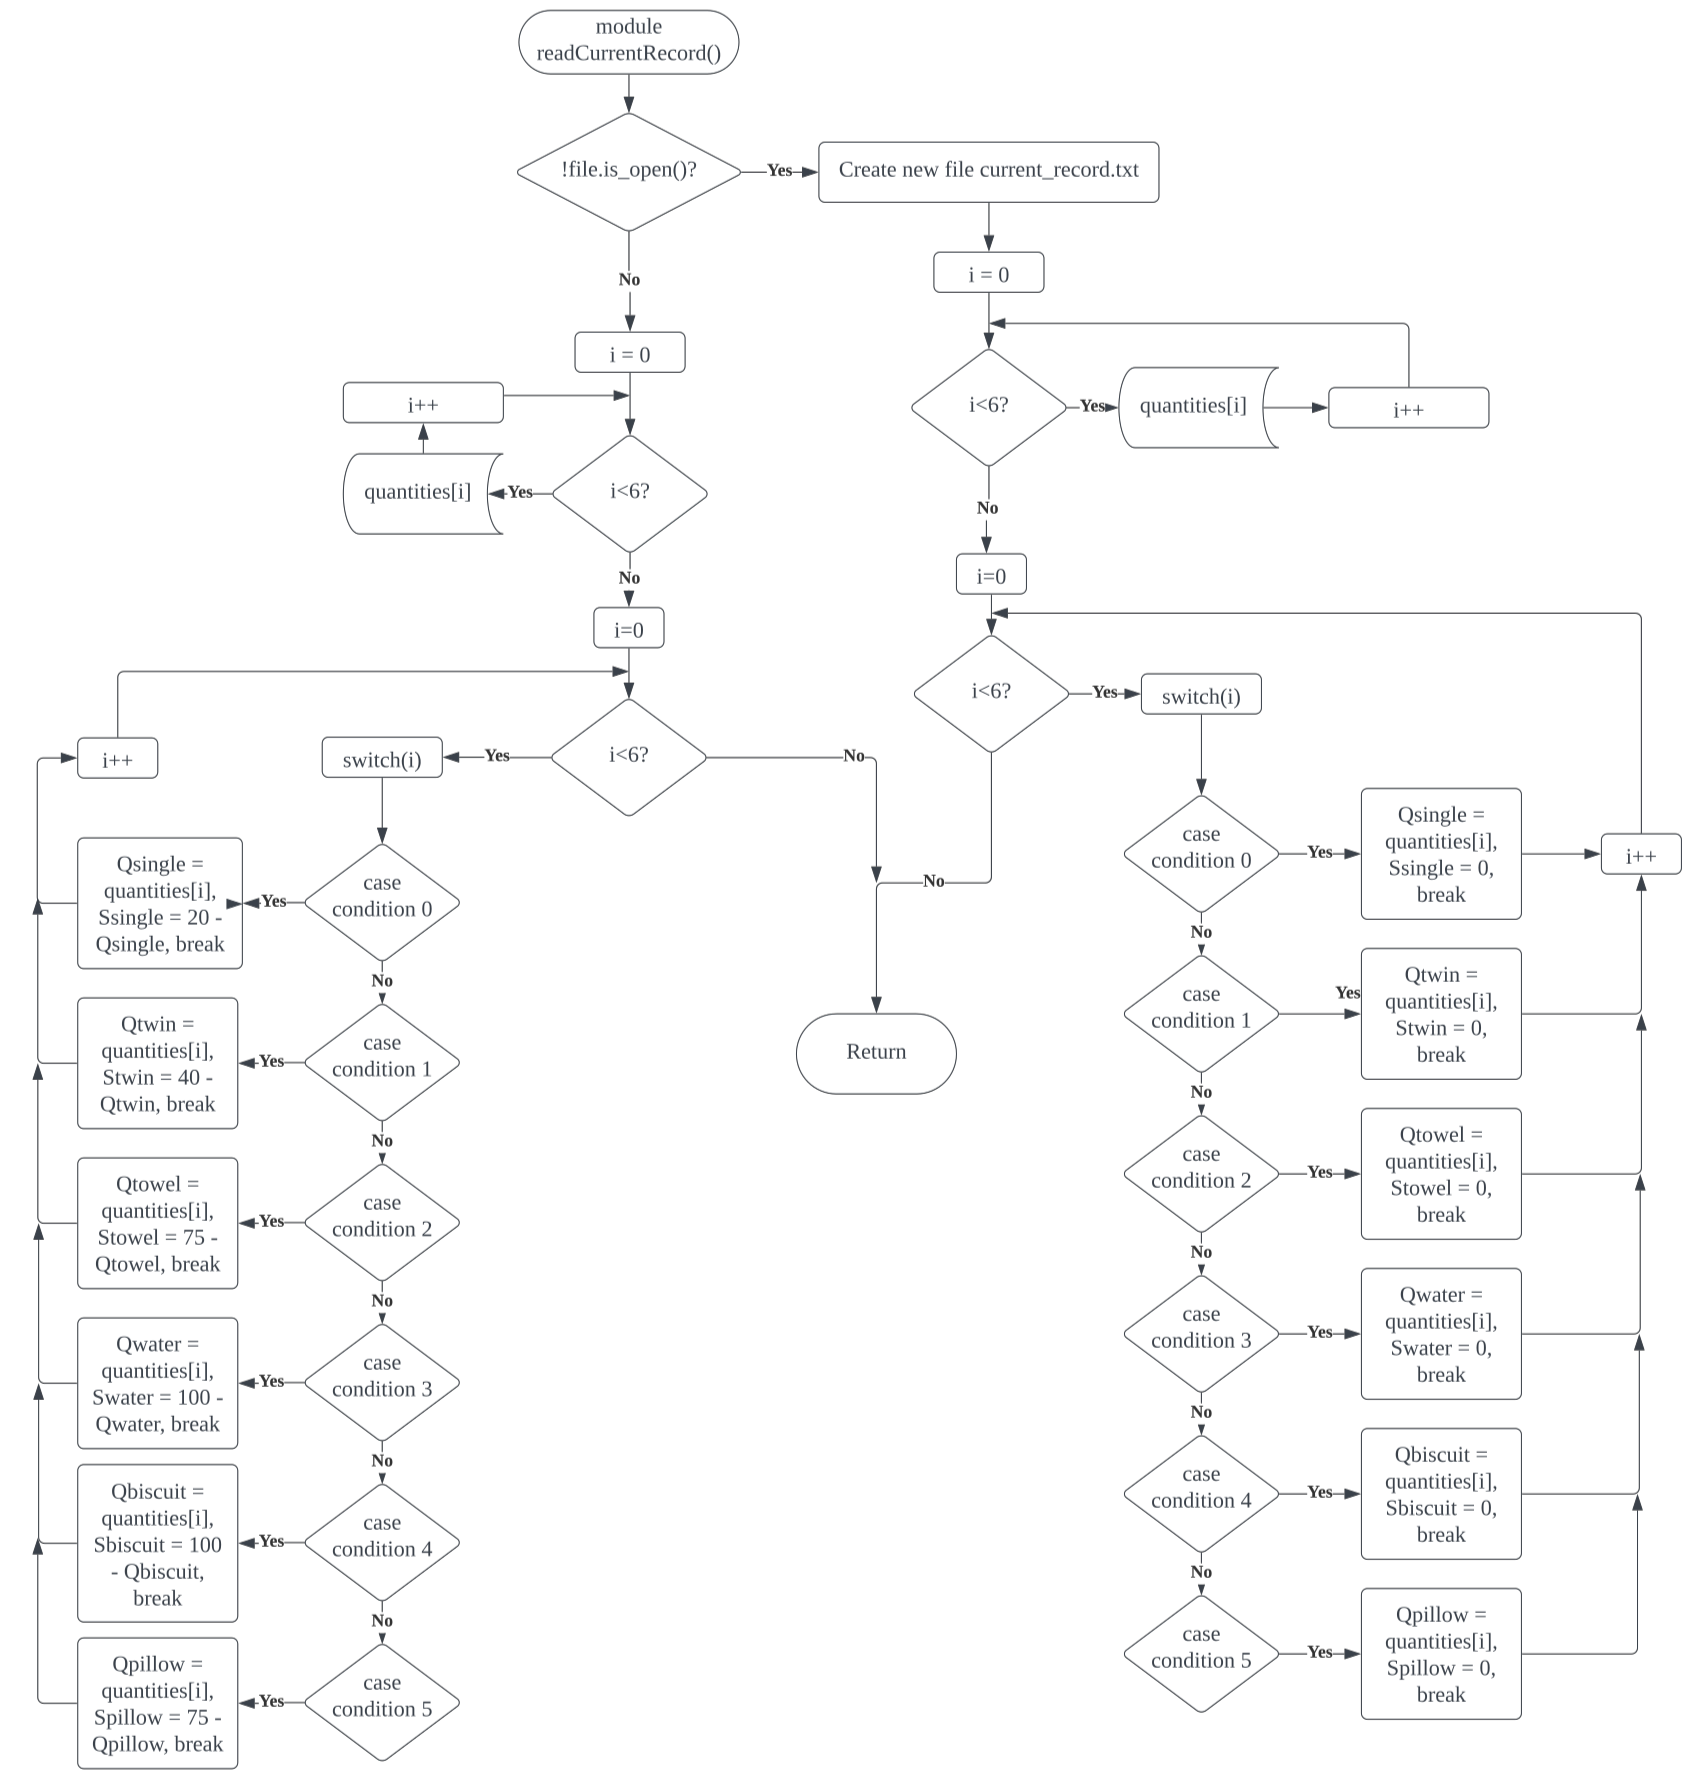 module
readCurrentRecord()
!file.is_open()?
Yes
Create new file current_record.txt
No
i = 0
i++
quantities[i]
Yes
i<6?
No
i=0
i<6?
Yes
switch(i)
No
i++
case
condition 0
Yes
Qsingle =
quantities[i],
Ssingle = 20 -
Qsingle, break
No
case
condition 1
Yes
Qtwin =
quantities[i],
Stwin = 40 -
Qtwin, break
No
case
condition 2
Yes
Qtowel =
quantities[i],
Stowel = 75 -
Qtowel, break
No
case
condition 3
Yes
Qwater =
quantities[i],
Swater = 100 -
Qwater, break
No
case
condition 4
Yes
Qbiscuit =
quantities[i],
Sbiscuit = 100
- Qbiscuit,
break
No
case
condition 5
Yes
Qpillow =
quantities[i],
Spillow = 75 -
Qpillow, break
i = 0
i<6?
Yes
quantities[i]
i++
No
i=0
i<6?
Yes
switch(i)
No
Return
case
condition 0
Yes
Qsingle =
quantities[i],
Ssingle = 0,
break
i++
No
case
condition 1
Yes
Qtwin =
quantities[i],
Stwin = 0,
break
No
case
condition 2
Yes
Qtowel =
quantities[i],
Stowel = 0,
break
No
case
condition 3
Yes
Qwater =
quantities[i],
Swater = 0,
break
No
case
condition 4
Yes
Qbiscuit =
quantities[i],
Sbiscuit = 0,
break
No
case
condition 5
Yes
Qpillow =
quantities[i],
Spillow = 0,
break